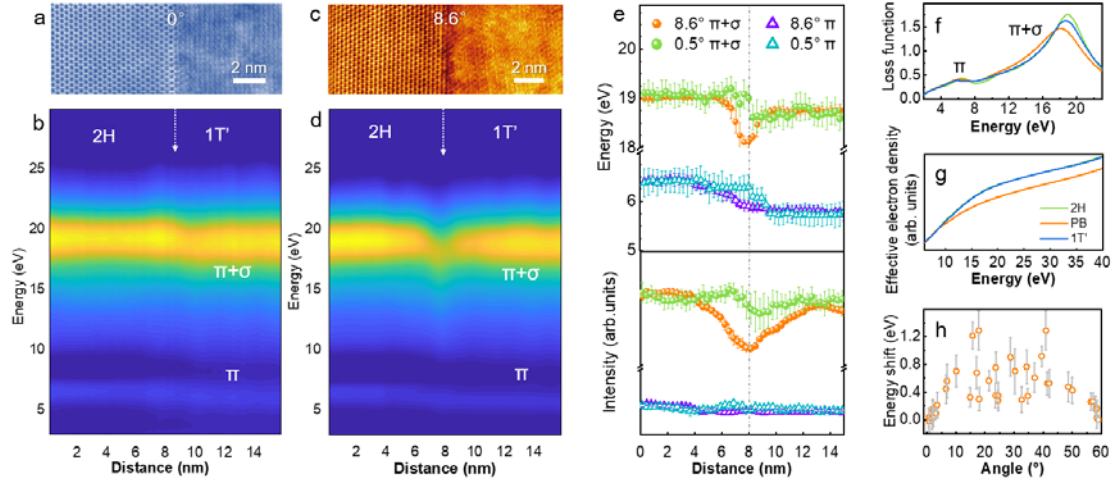 a
0°
2 nm
b
2H
1T’
π+σ
π
Energy (eV)
25
20
15
10
5
2 4 6 8 10 12 14
Distance (nm)
c
8.6°
2 nm
d
2H
1T’
π+σ
π
Energy (eV)
25
20
15
10
5
2 4 6 8 10 12 14
Distance (nm)
e
8.6° π+σ 8.6° π
0.5° π+σ 0.5° π
Energy (eV)
20
19
18
6
5
Intensity (arb.units)
0 2 4 6 8 10 12 14
Distance (nm)
f
π+σ
π
Loss function
1.5
1.0
0.5
0.0
2 6 10 14 18 22
Energy (eV)
g
2H
PB
1T’
Effective electron density
(arb. units)
10 15 20 25 30 35 40
Energy (eV)
h
Energy shift (eV)
1.2
0.8
0.4
0.0
0 10 20 30 40 50 60
Angle (°)